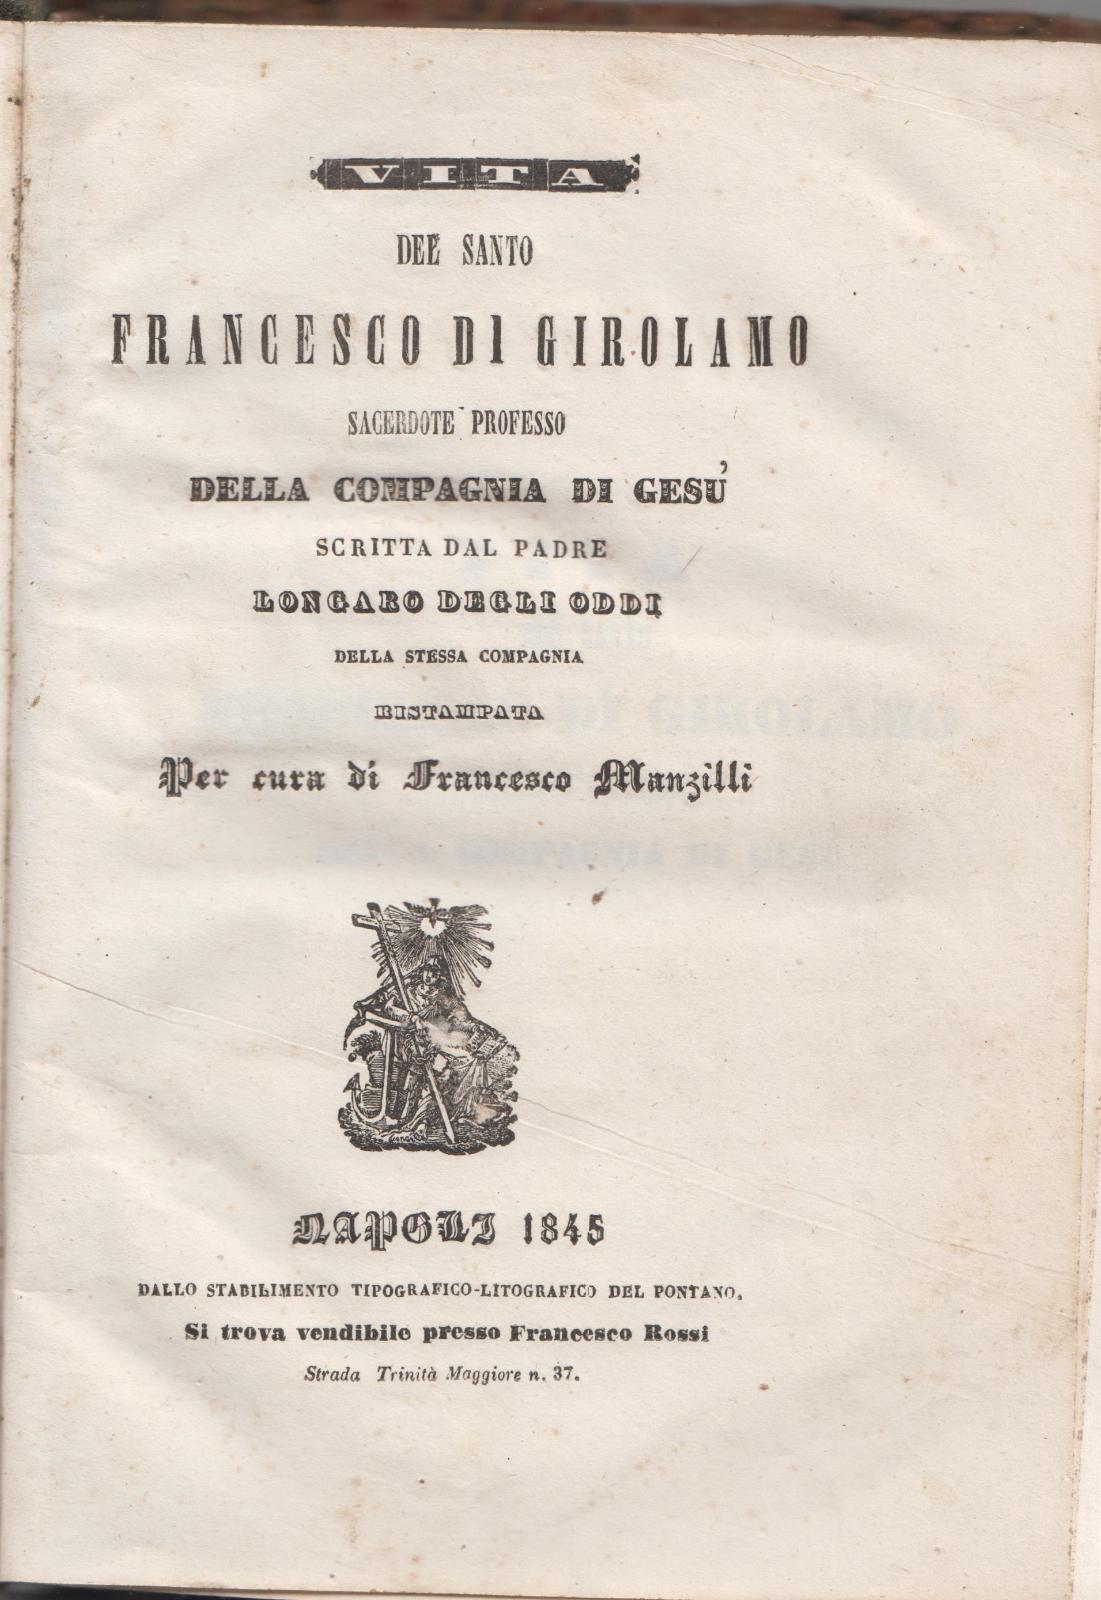 VITA
DEL SANTO
FRANCESCO DI GIROLAMO
SACERDOTE PROFESSO
DELLA COMPAGNIA DI GESU'
SCRITTA DAL PADRE
LONGARO DEGLI ODDI
DELLA STESSA COMPAGNIA
RISTAMPATA
Per cura di Francesco Manzilli
NAPOLI 1845
DALLO STABILIMENTO TIPOGRAFICO-LITOGRAFICO DEL PONTANO.
Si trova vendibile presso Francesco Rossi
Strada Trinità Maggiore n. 37.